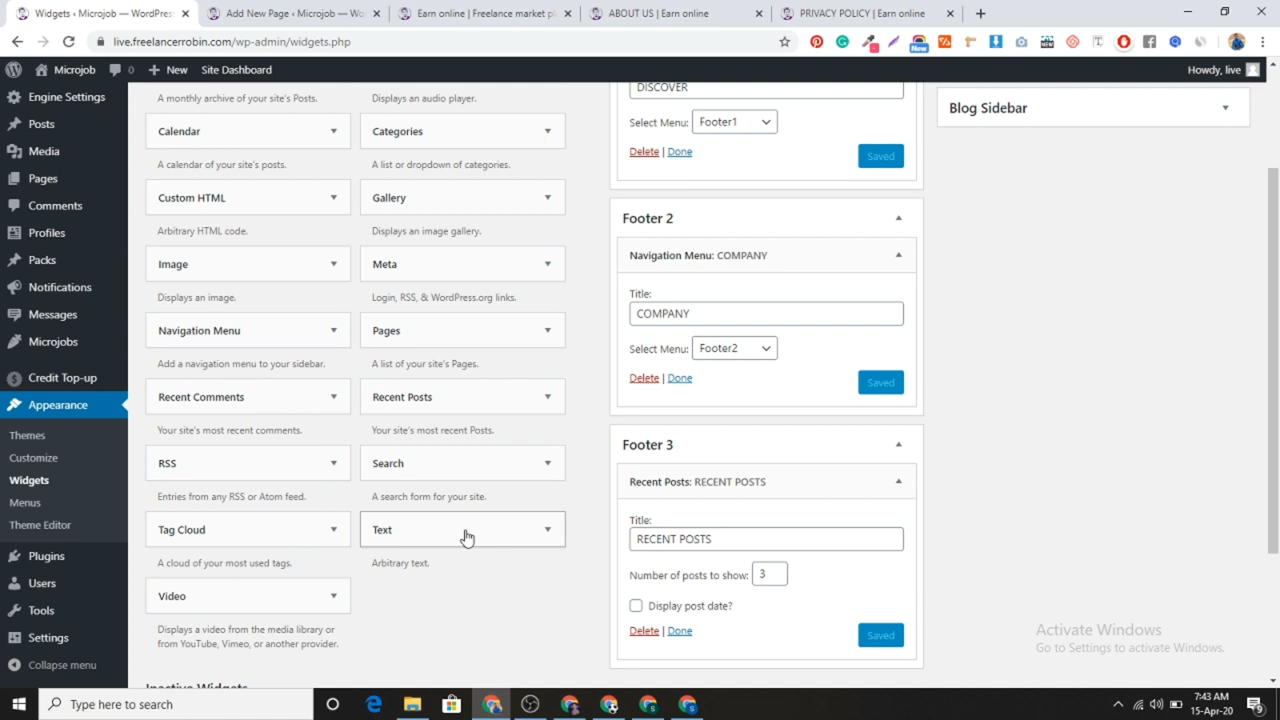 Widgets ‹ Microjob — WordPress
Add New Page ‹ Microjob — Wo
Earn online | Freelance market pl
ABOUT US | Earn online
PRIVACY POLICY | Earn online
live.freelancerrobin.com/wp-admin/widgets.php
New
NEW
Microjob
0
New
Site Dashboard
Howdy, live
Engine Settings
Posts
Media
Pages
Comments
Profiles
Packs
Notifications
Messages
Microjobs
Credit Top-up
Appearance
Themes
Customize
Widgets
Menus
Theme Editor
Plugins
Users
Tools
Settings
Collapse menu
A monthly archive of your site's Posts.
Displays an audio player.
Calendar
Categories
A calendar of your site's posts.
A list or dropdown of categories.
Custom HTML
Gallery
Arbitrary HTML code.
Displays an image gallery.
Image
Meta
Displays an image.
Login, RSS, & WordPress.org links.
Navigation Menu
Pages
Add a navigation menu to your sidebar.
A list of your site's Pages.
Recent Comments
Recent Posts
Your site's most recent comments.
Your site's most recent Posts.
RSS
Search
Entries from any RSS or Atom feed.
A search form for your site.
Tag Cloud
Text
A cloud of your most used tags.
Arbitrary text.
Video
Displays a video from the media library or
from YouTube, Vimeo, or another provider.
Inactive Widgets
DISCOVER
Select Menu: Footer1
Delete | Done
Saved
Footer 2
Navigation Menu: COMPANY
Title:
COMPANY
Select Menu: Footer2
Delete | Done
Saved
Footer 3
Recent Posts: RECENT POSTS
Title:
RECENT POSTS
Number of posts to show: 3
Display post date?
Delete | Done
Saved
Blog Sidebar
Activate Windows
Go to Settings to activate Windows.
Type here to search
7:43 AM
15-Apr-20
9